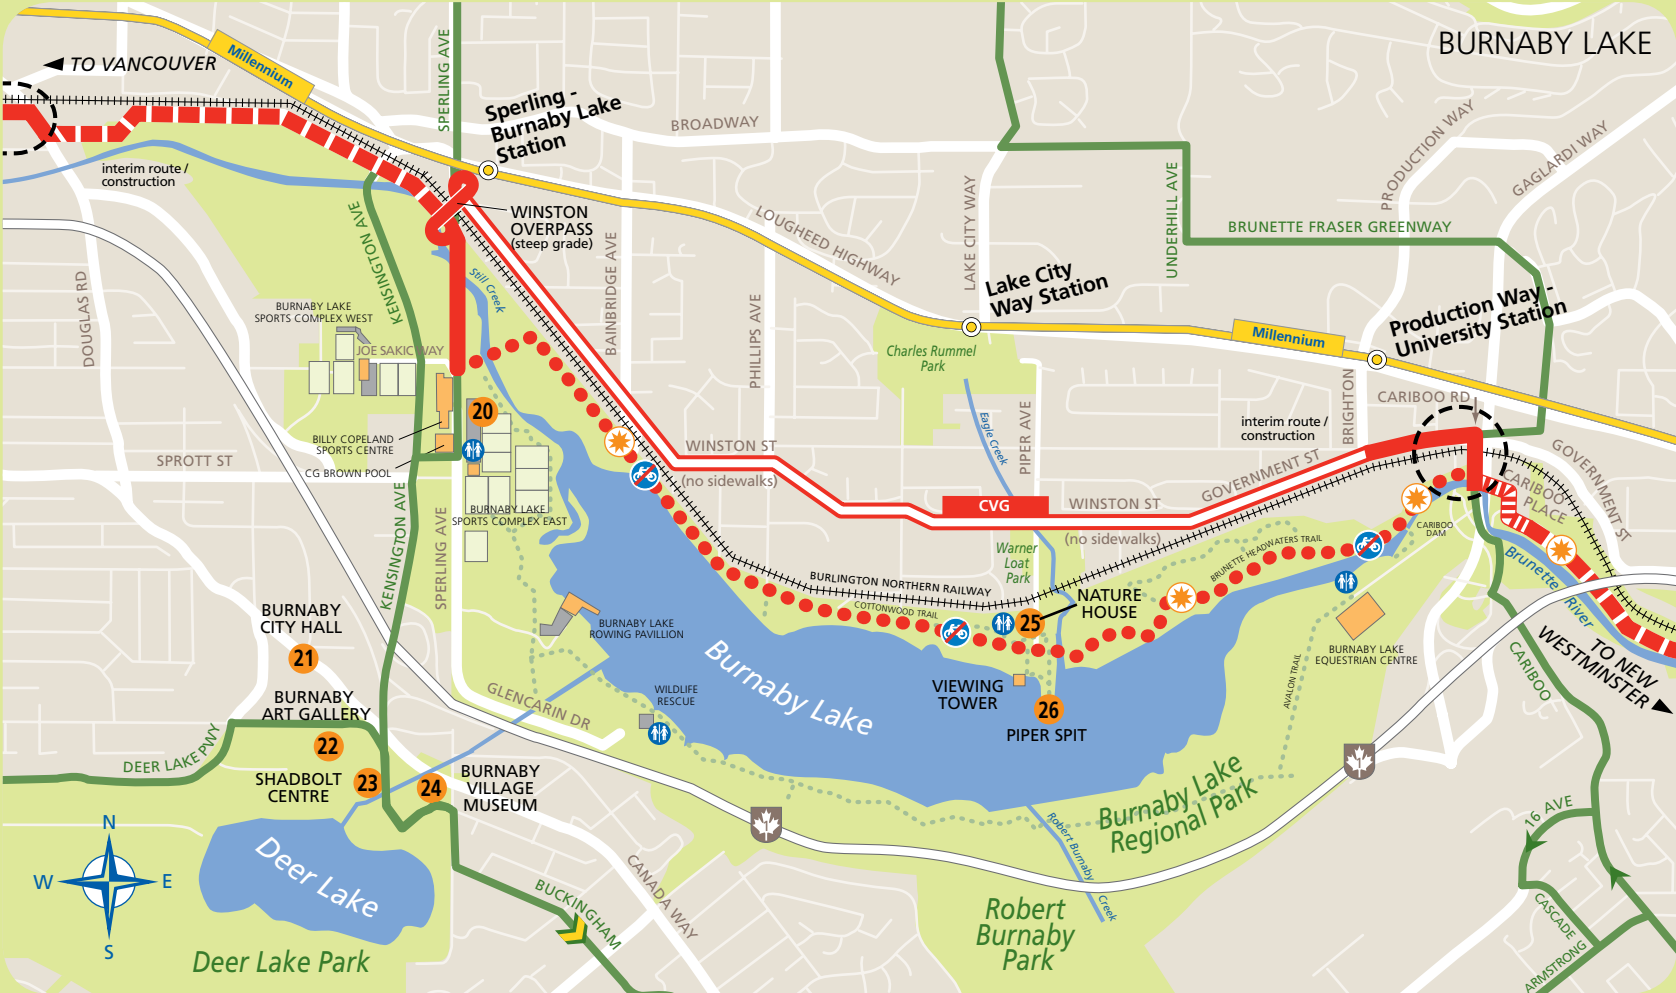 BURNABY LAKE
TO VANCOUVER
Millennium
SPERLING AVE
Sperling -
Burnaby Lake
Station
BROADWAY
interim route /
construction
WINSTON
OVERPASS
(steep grade)
KENSINGTON AVE
DOUGLAS RD
Still Creek
BAINBRIDGE AVE
PHILLIPS AVE
LOUGHEED HIGHWAY
LAKE CITY WAY
UNDERHILL AVE
BRUNETTE FRASER GREENWAY
PRODUCTION WAY
GAGLARDI WAY
Lake City
Way Station
Production Way -
University Station
Millennium
BURNABY LAKE
SPORTS COMPLEX WEST
JOE SAKIC WAY
Charles Rummel
Park
Eagle Creek
PIPER AVE
BRIGHTON
CARIBOO RD
interim route /
construction
20
BILLY COPELAND
SPORTS CENTRE
CG BROWN POOL
SPROTT ST
WINSTON ST
(no sidewalks)
CVG
WINSTON ST
(no sidewalks)
GOVERNMENT ST
GOVERNMENT ST
CARIBOO
PLACE
CARIBOO
DAM
BURNABY LAKE
SPORTS COMPLEX EAST
KENSINGTON AVE
SPERLING AVE
Warner
Loat
Park
BRUNETTE HEADWATERS TRAIL
Brunette River
BURLINGTON NORTHERN RAILWAY
COTTONWOOD TRAIL
NATURE
HOUSE
25
BURNABY
CITY HALL
21
BURNABY LAKE
ROWING PAVILION
Burnaby Lake
BURNABY LAKE
EQUESTRIAN CENTRE
AVALON TRAIL
TO NEW
WESTMINSTER
CARIBOO
BURNABY
ART GALLERY
22
WILDLIFE
RESCUE
GLENCARIN DR
VIEWING
TOWER
26
PIPER SPIT
DEER LAKE PWY
SHADBOLT
CENTRE
23
24
BURNABY
VILLAGE
MUSEUM
1
1
Burnaby Lake
Regional Park
Robert Burnaby
Creek
16 AVE
N
W
E
S
Deer Lake
Deer Lake Park
BUCKINGHAM
CANADA WAY
Robert
Burnaby
Park
CASCADE
ARMSTRONG